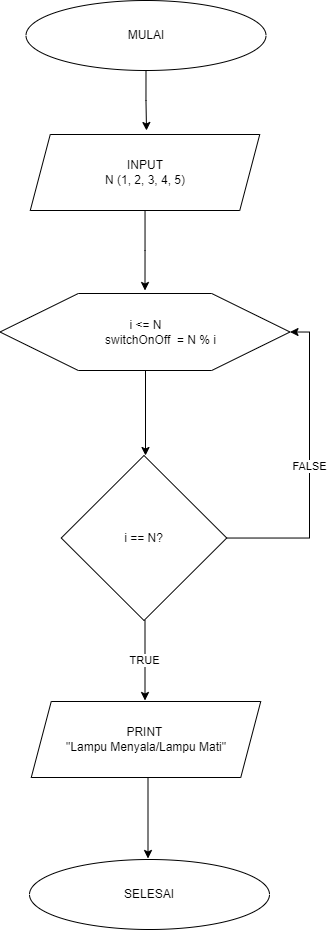 MULAI
INPUT
N (1, 2, 3, 4, 5)
i <= N
switchOnOff = N % i
FALSE
i == N?
TRUE
PRINT
"Lampu Menyala/Lampu Mati"
SELESAI